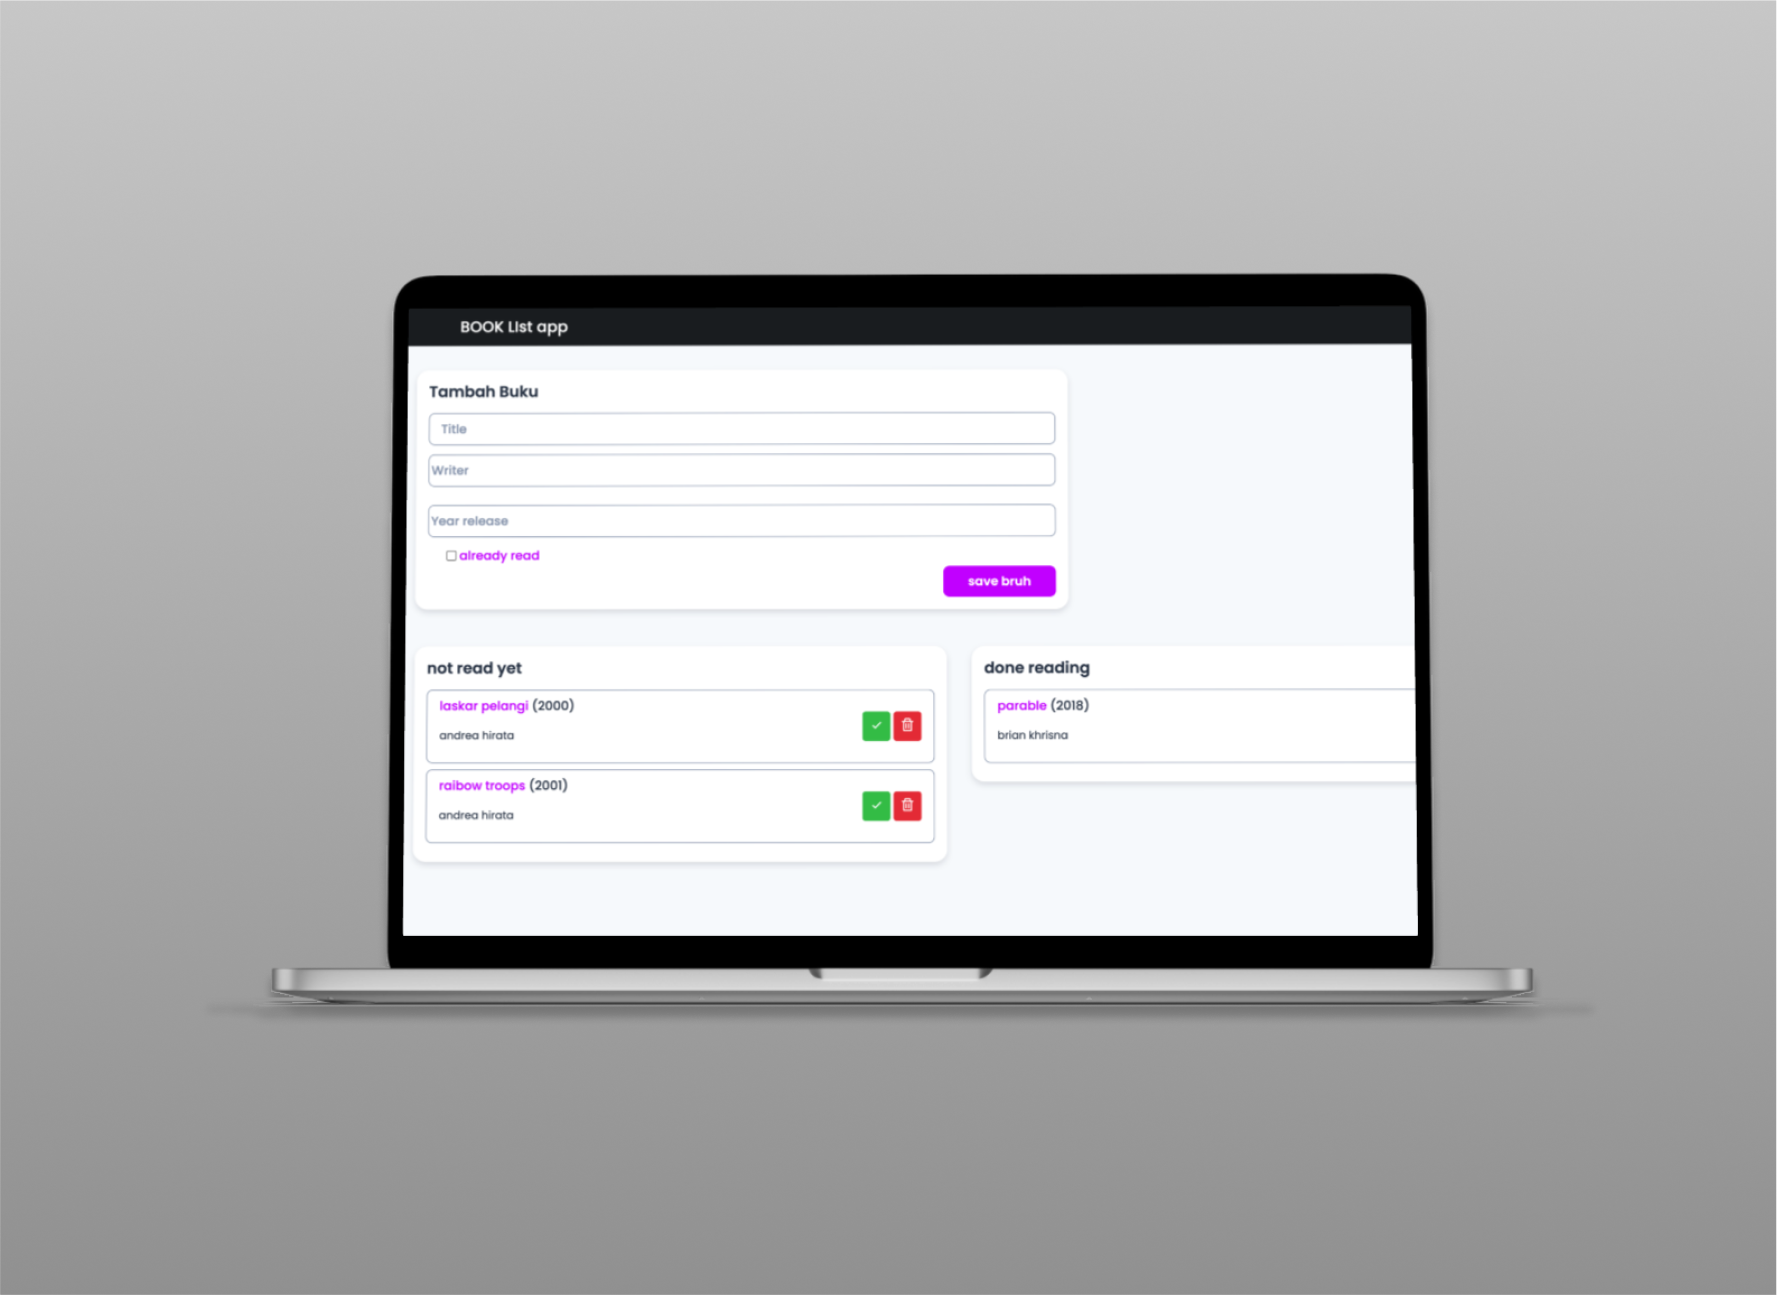 BOOK LIst app
Tambah Buku
Title
Writer
Year release
already read
save bruh
not read yet
laskar pelangi (2000)
andrea hirata
raibow troops (2001)
andrea hirata
done reading
parable (2018)
brian khrisna